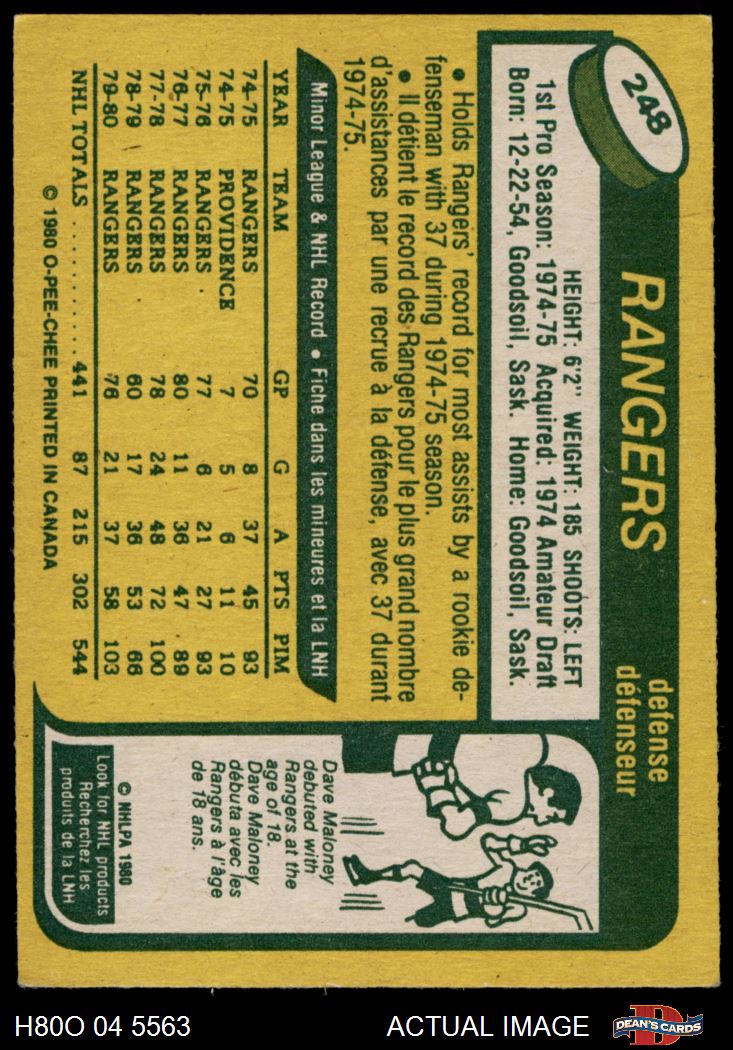 248
RANGERS
defense
défenseur
HEIGHT: 6'2" WEIGHT: 185 SHOOTS: LEFT
1st Pro Season: 1974-75 Acquired: 1974 Amateur Draft
Born: 12-22-54, Goodsoil, Sask. Home: Goodsoil, Sask.
• Holds Rangers' record for most assists by a rookie de-
fenseman with 37 during 1974-75 season.
• Il détient le record des Rangers pour le plus grand nombre
d'assistances par une recrue à la défense, avec 37 durant
1974-75.
Minor League & NHL Record • Fiche dans les mineures et la LNH
YEAR TEAM GP G A PTS PIM
74-75 RANGERS 70 8 37 45 93
74-75 PROVIDENCE 7 5 6 11 10
75-76 RANGERS 77 6 21 27 93
76-77 RANGERS 80 11 36 47 89
77-78 RANGERS 78 24 48 72 100
78-79 RANGERS 60 17 36 53 66
79-80 RANGERS 76 21 37 58 103
NHL TOTALS ........... 441 87 215 302 544
© 1980 O-PEE-CHEE PRINTED IN CANADA
Dave Maloney
debuted with
Rangers at the
age of 18.
Dave Maloney
débuta avec les
Rangers à l'âge
de 18 ans.
© NHLPA 1980
Look for NHL products
Recherchez les
produits de la LNH
H80O 04 5563
ACTUAL IMAGE
D
DEAN'S CARDS